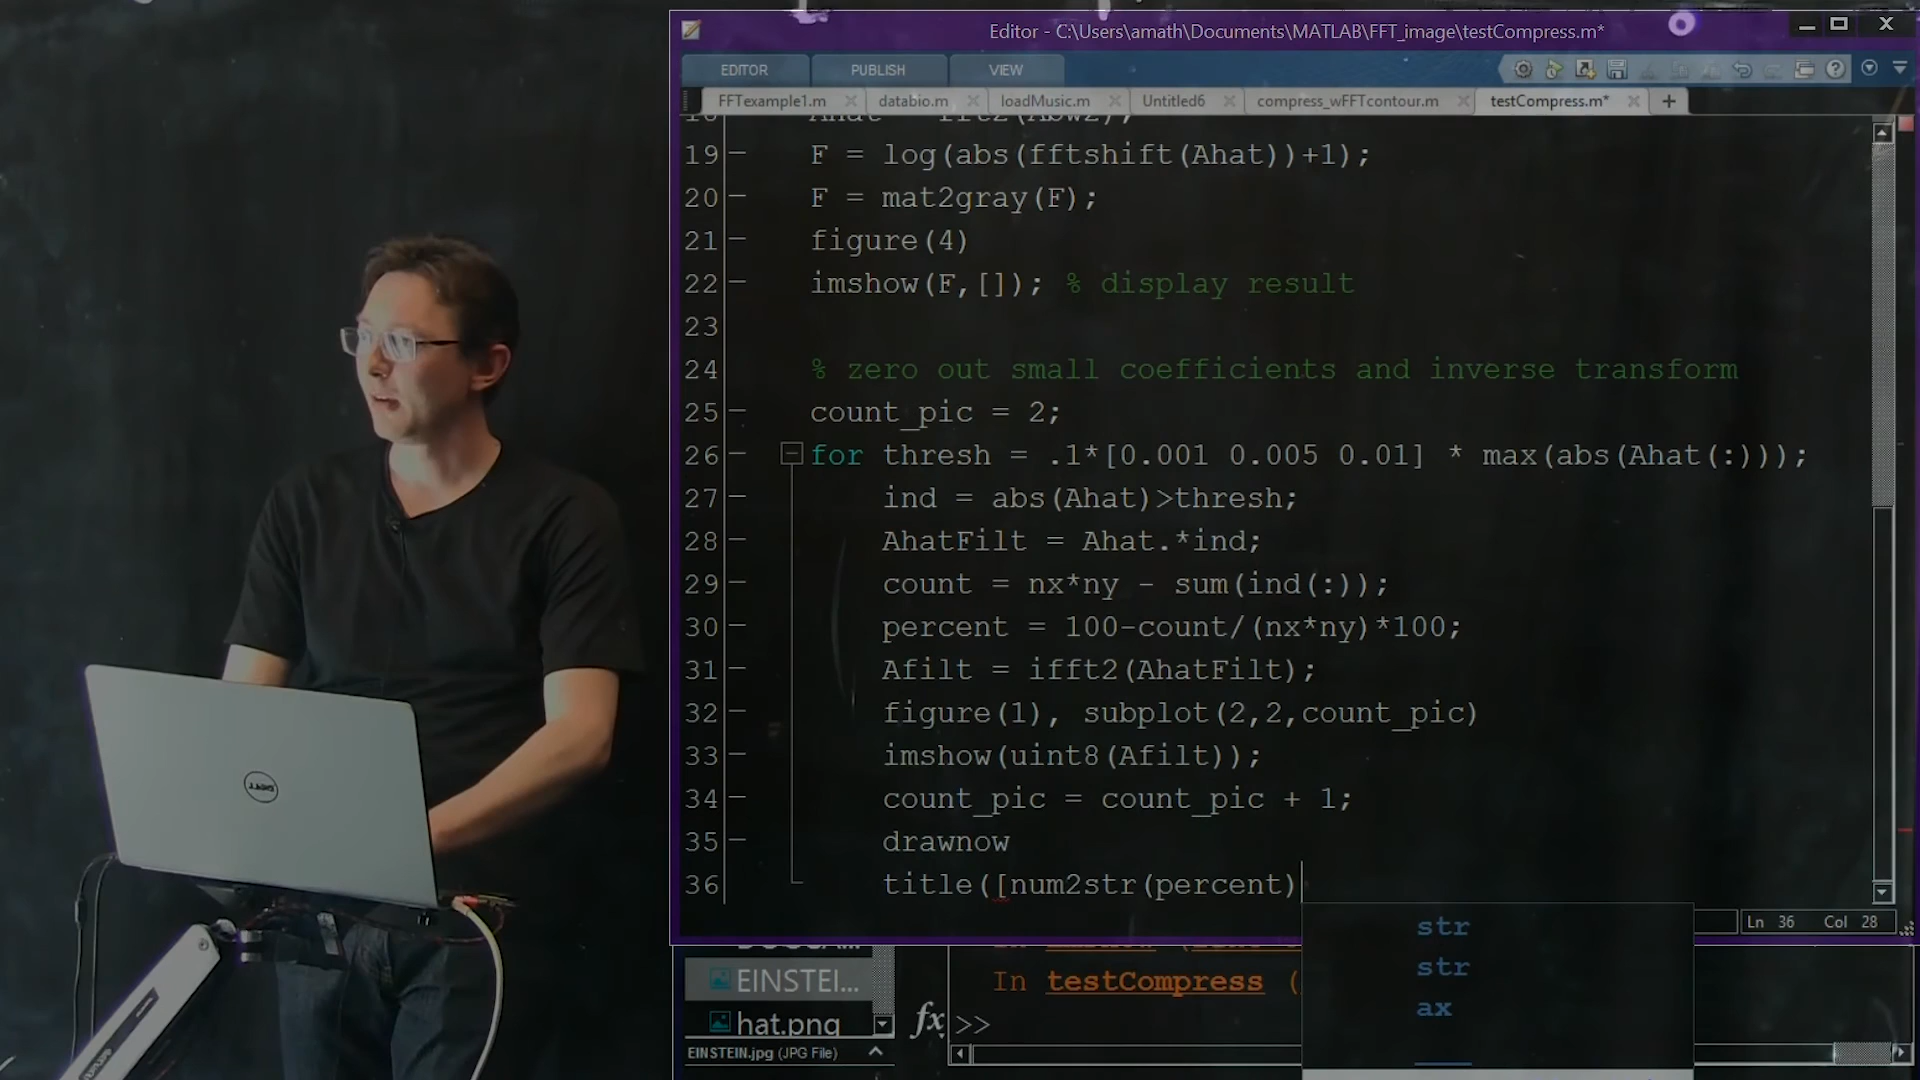 Editor - C:\Users\amath\Documents\MATLAB\FFT_image\testCompress.m*
EDITOR PUBLISH VIEW
FFTexample1.m databio.m loadMusic.m Untitled6 compress_wFFTcontour.m testCompress.m*
19 F = log(abs(fftshift(Ahat))+1);
20 F = mat2gray(F);
21 figure(4)
22 imshow(F,[]); % display result
23
24 % zero out small coefficients and inverse transform
25 count_pic = 2;
26 for thresh = .1*[0.001 0.005 0.01] * max(abs(Ahat(:)));
27 ind = abs(Ahat)>thresh;
28 AhatFilt = Ahat.*ind;
29 count = nx*ny - sum(ind(:));
30 percent = 100-count/(nx*ny)*100;
31 Afilt = ifft2(AhatFilt);
32 figure(1), subplot(2,2,count_pic)
33 imshow(uint8(Afilt));
34 count_pic = count_pic + 1;
35 drawnow
36 title([num2str(percent)
str
str
ax
Ln 36 Col 28
EINSTEI...
hat.png
EINSTEIN.jpg (JPG File)
In testCompress (
fx >>
DELL